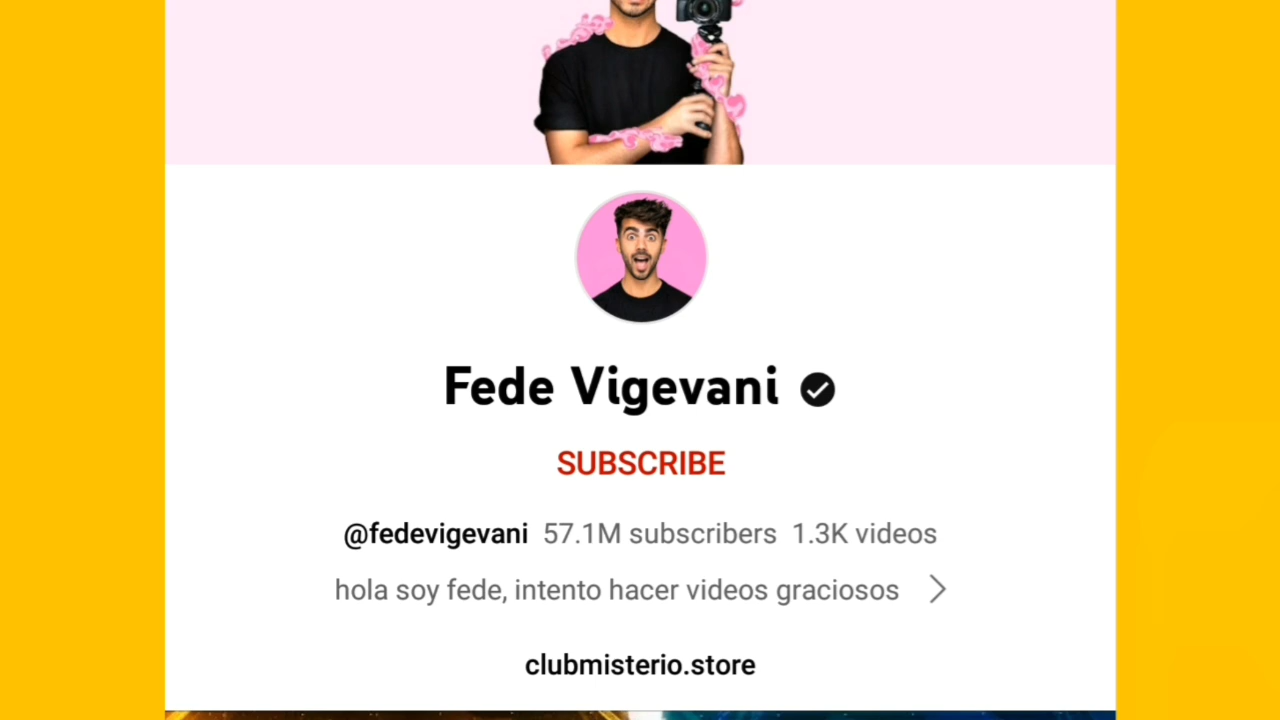 Fede Vigevani
SUBSCRIBE
@fedevigevani 57.1M subscribers 1.3K videos
hola soy fede, intento hacer videos graciosos
clubmisterio.store